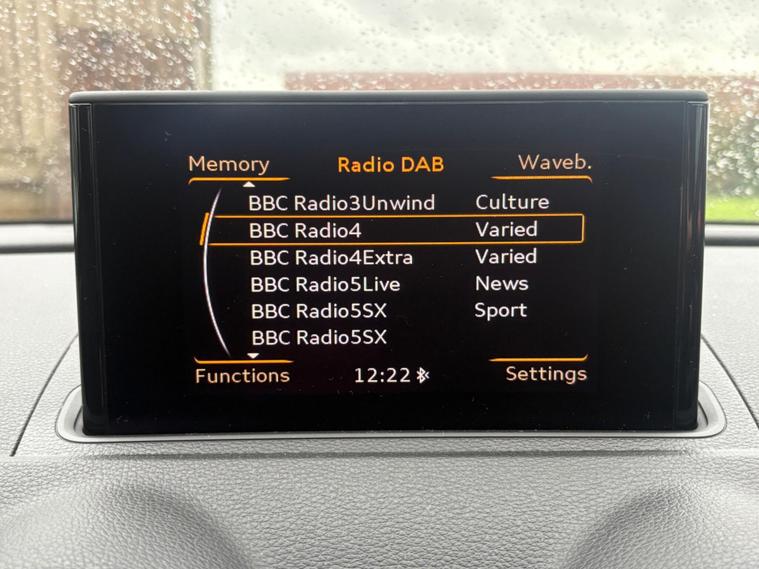 Memory Radio DAB Waveb.
BBC Radio3Unwind Culture
BBC Radio4 Varied
BBC Radio4Extra Varied
BBC Radio5Live News
BBC Radio5SX Sport
BBC Radio5SX
Functions 12:22 Settings